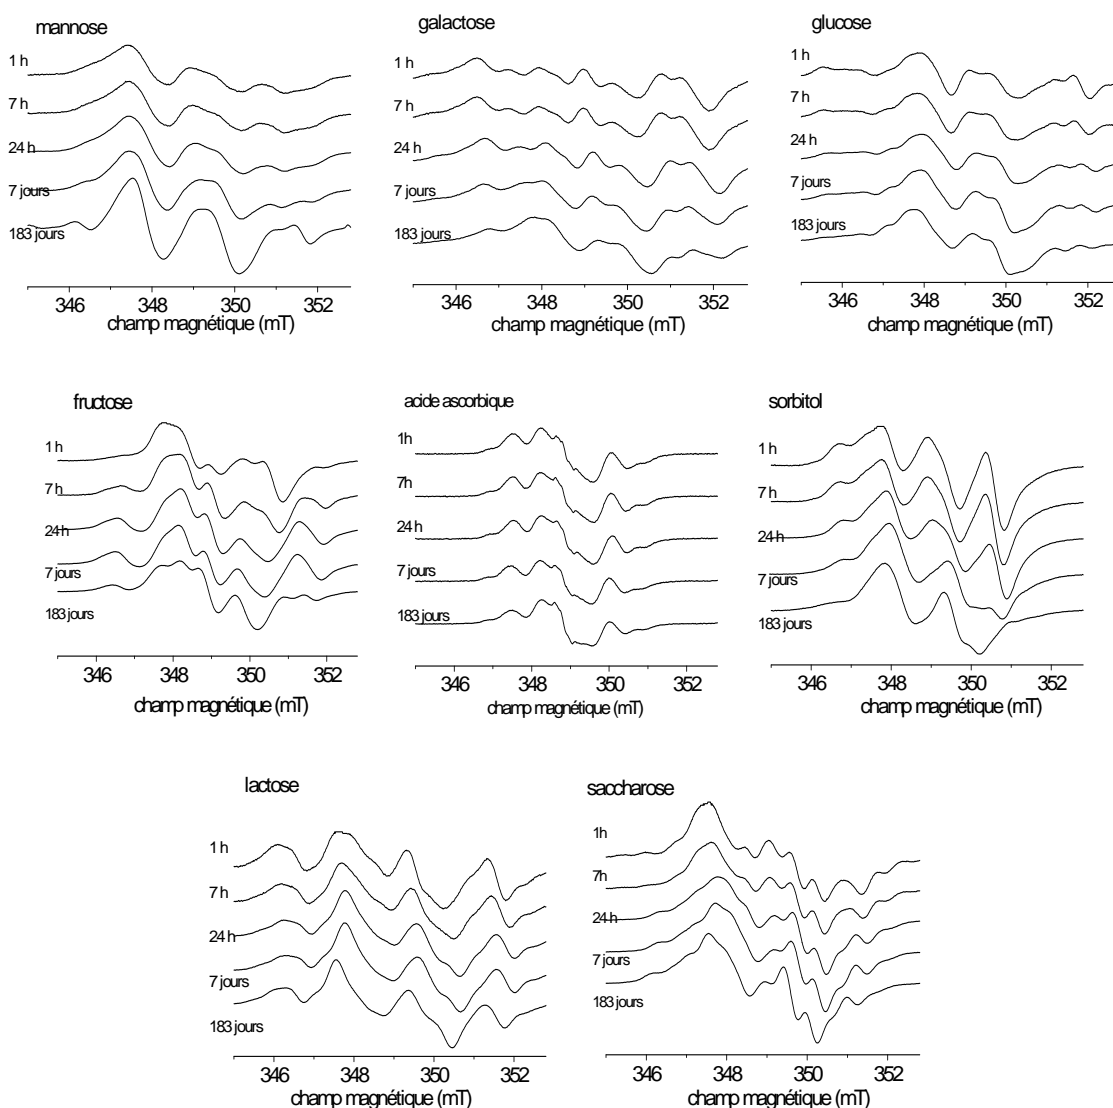 mannose
1 h
7 h
24 h
7 jours
183 jours
346 348 350 352
champ magnétique (mT)
galactose
1 h
7 h
24 h
7 jours
183 jours
346 348 350 352
champ magnétique (mT)
glucose
1 h
7 h
24 h
7 jours
183 jours
346 348 350 352
champ magnétique (mT)
fructose
1 h
7 h
24 h
7 jours
183 jours
346 348 350 352
champ magnétique (mT)
acide ascorbique
1h
7h
24 h
7 jours
183 jours
346 348 350 352
champ magnétique (mT)
sorbitol
1 h
7 h
24 h
7 jours
183 jours
346 348 350 352
champ magnétique (mT)
lactose
1 h
7 h
24 h
7 jours
183 jours
346 348 350 352
champ magnétique (mT)
saccharose
1h
7h
24 h
7 jours
183 jours
346 348 350 352
champ magnétique (mT)